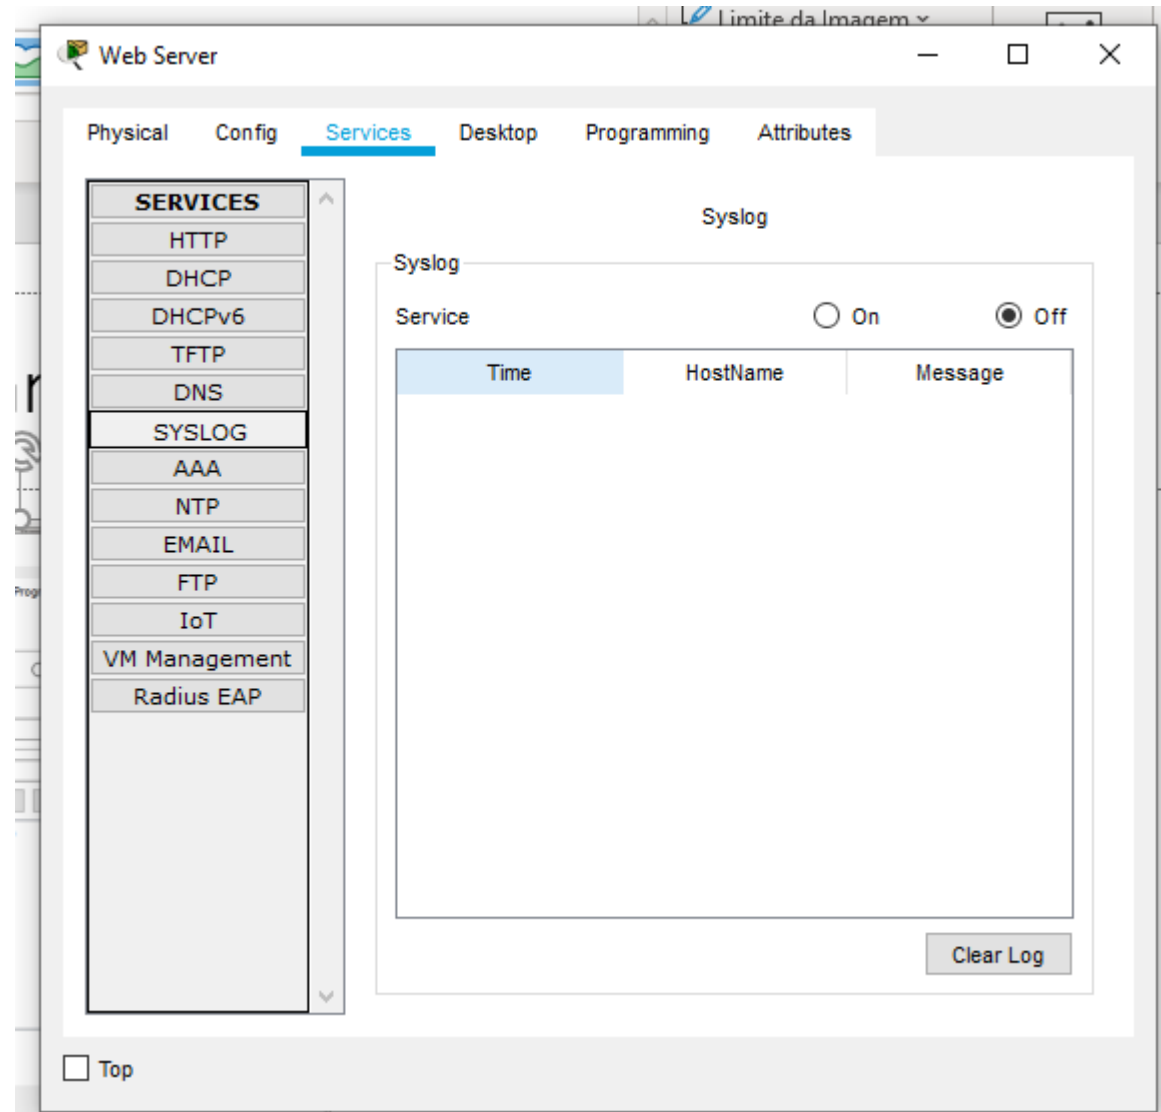 Limite da Imagem
Web Server
Physical Config Services Desktop Programming Attributes
SERVICES
HTTP
DHCP
DHCPv6
TFTP
DNS
SYSLOG
AAA
NTP
EMAIL
FTP
IoT
VM Management
Radius EAP
Syslog
Syslog
Service On Off
Time HostName Message
Clear Log
Top